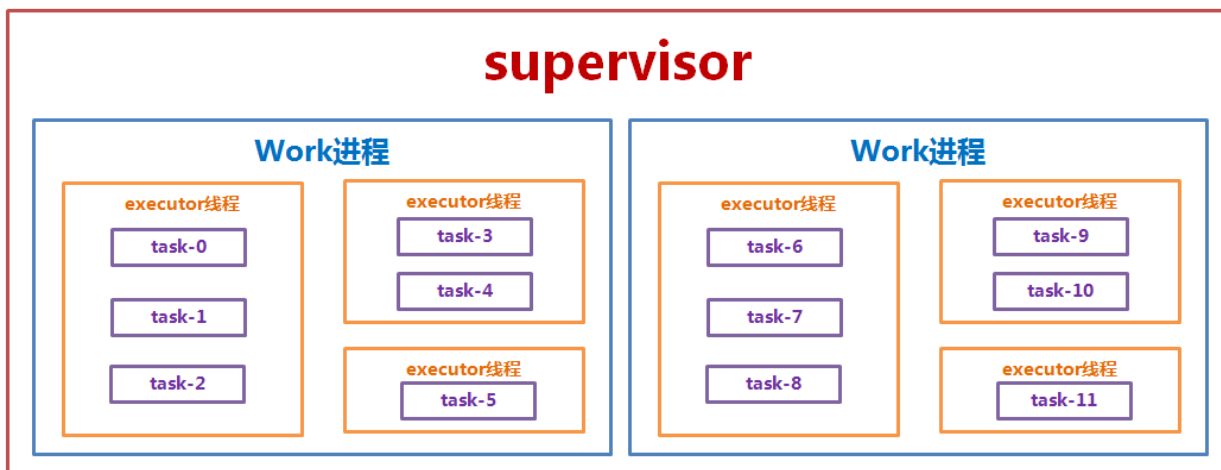 supervisor
Work进程
executor线程
task-0
task-1
task-2
executor线程
task-3
task-4
executor线程
task-5
Work进程
executor线程
task-6
task-7
task-8
executor线程
task-9
task-10
executor线程
task-11